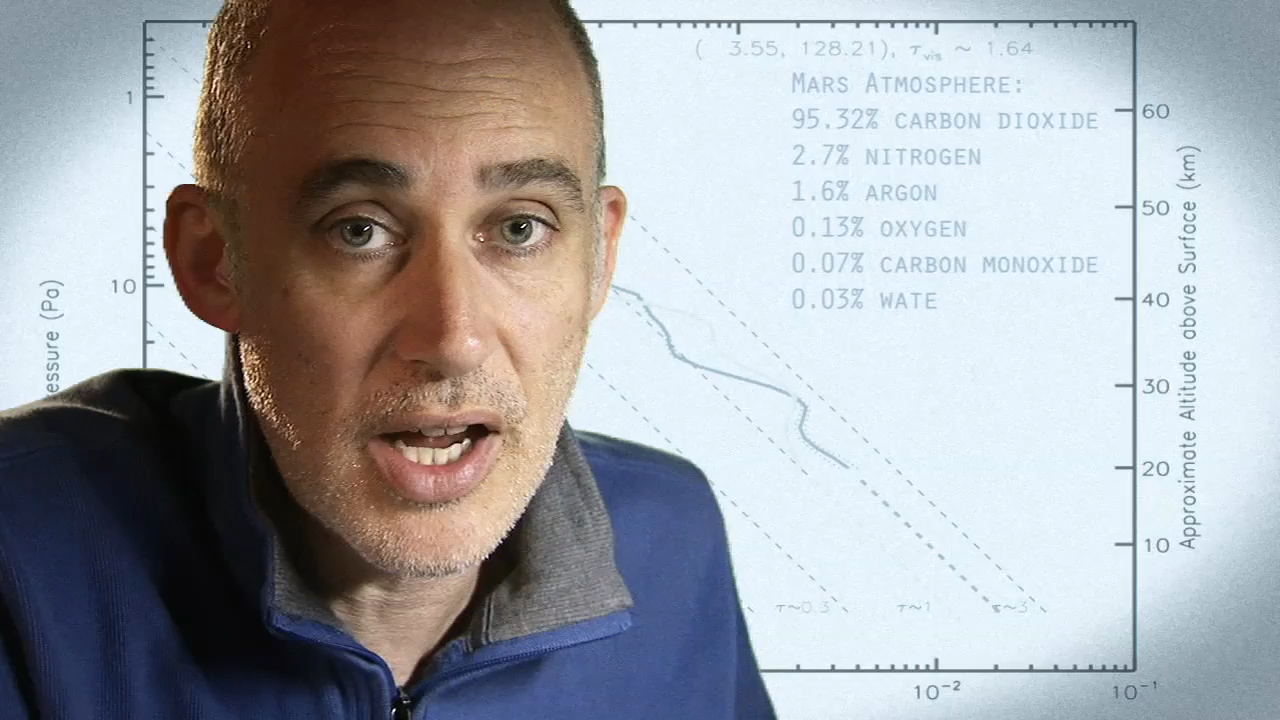 ( 3.55, 128.21), τvis ~ 1.64
MARS ATMOSPHERE:
95.32% CARBON DIOXIDE
2.7% NITROGEN
1.6% ARGON
0.13% OXYGEN
0.07% CARBON MONOXIDE
0.03% WATE
1
10
essure (Pa)
60
50
40
30
20
10
Approximate Altitude above Surface (km)
τ~0.3
τ~1
τ~3
10⁻²
10⁻¹